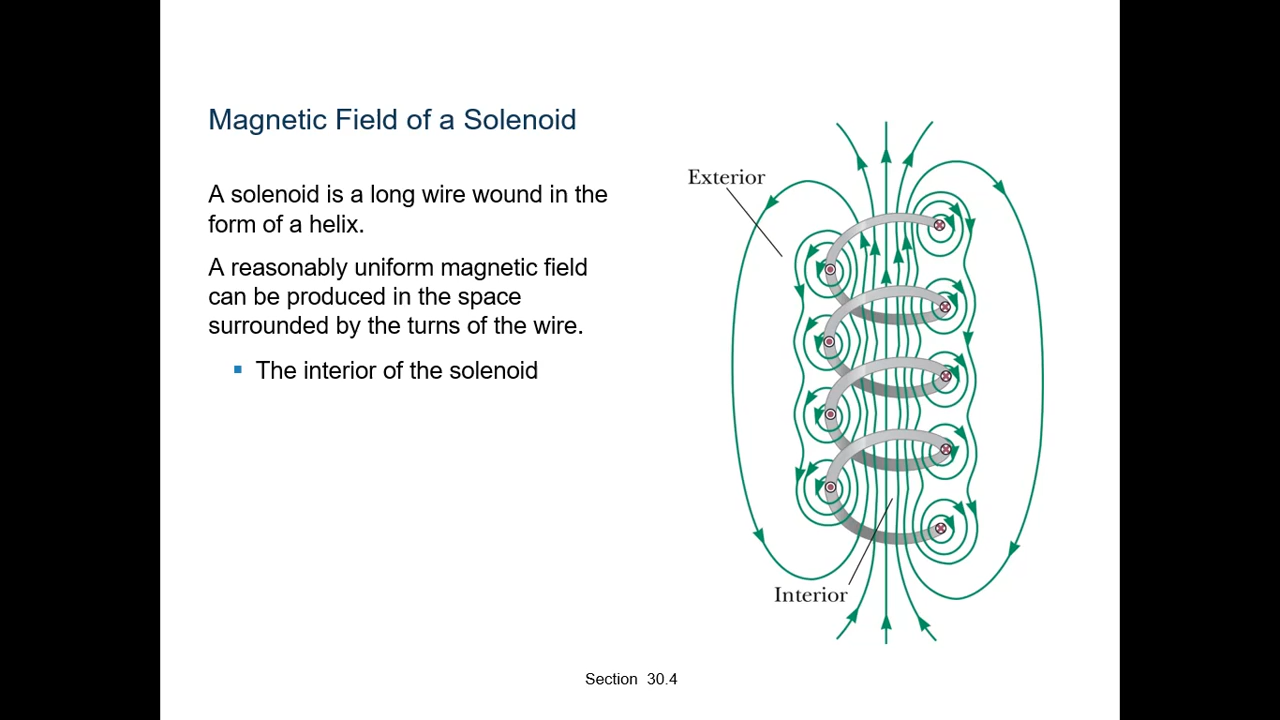 Magnetic Field of a Solenoid
Exterior
A solenoid is a long wire wound in the
form of a helix.
A reasonably uniform magnetic field
can be produced in the space
surrounded by the turns of the wire.
The interior of the solenoid
Interior
Section 30.4